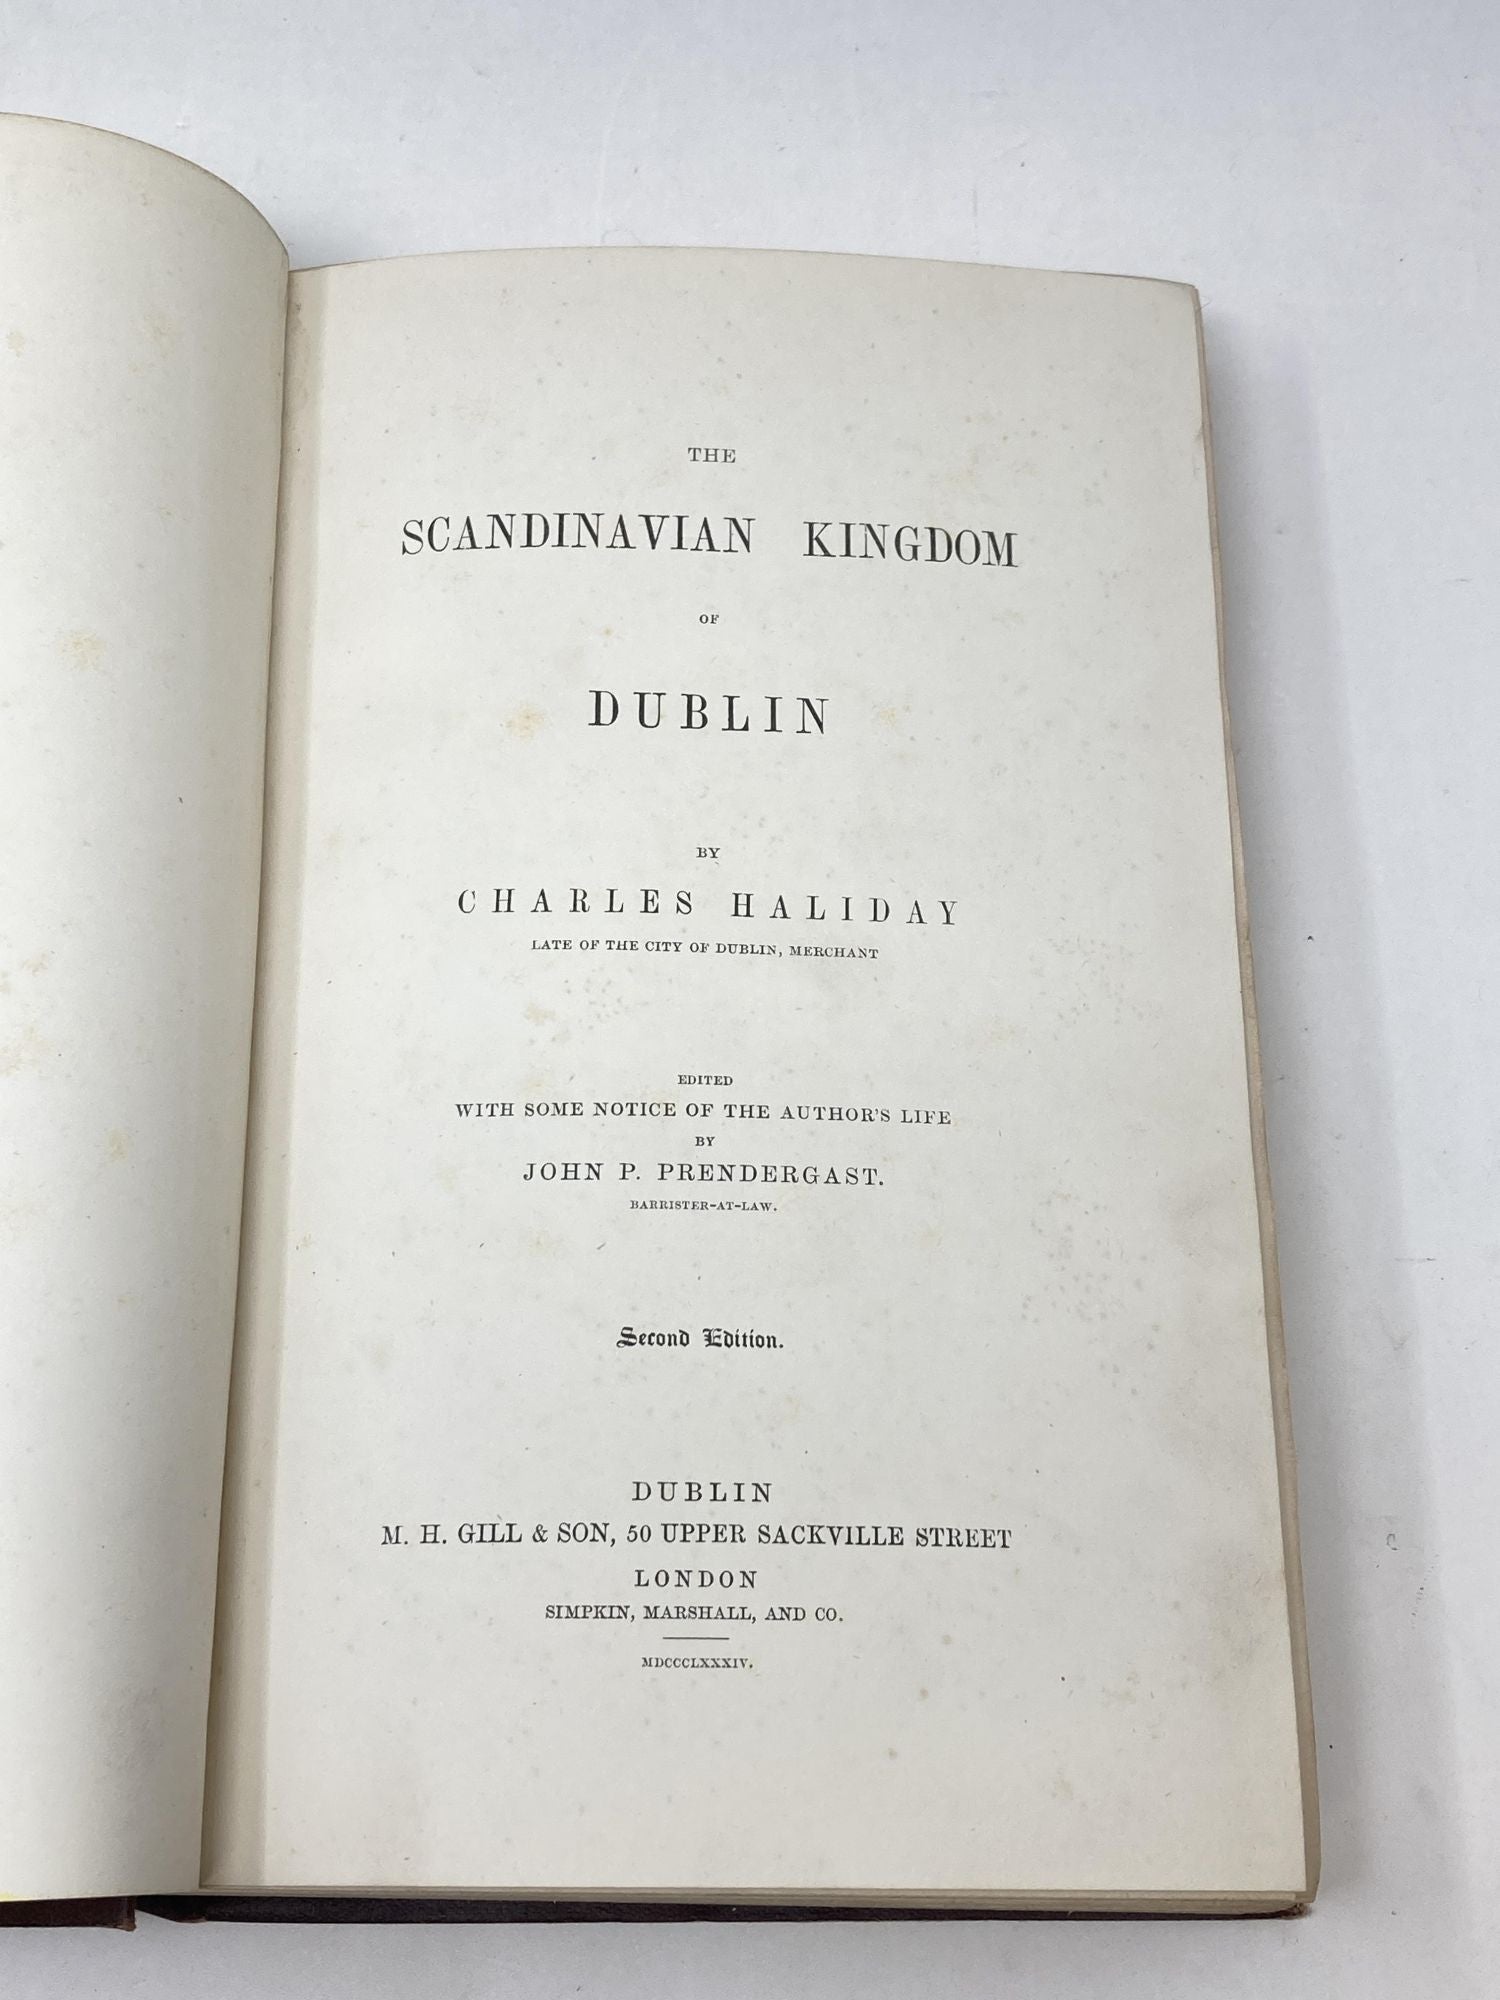 THE
SCANDINAVIAN KINGDOM
OF
DUBLIN
BY
CHARLES HALIDAY
LATE OF THE CITY OF DUBLIN, MERCHANT
EDITED
WITH SOME NOTICE OF THE AUTHOR'S LIFE
BY
JOHN P. PRENDERGAST.
BARRISTER-AT-LAW.
Second Edition.
DUBLIN
M. H. GILL & SON, 50 UPPER SACKVILLE STREET
LONDON
SIMPKIN, MARSHALL, AND CO.
MDCCCLXXXIV.